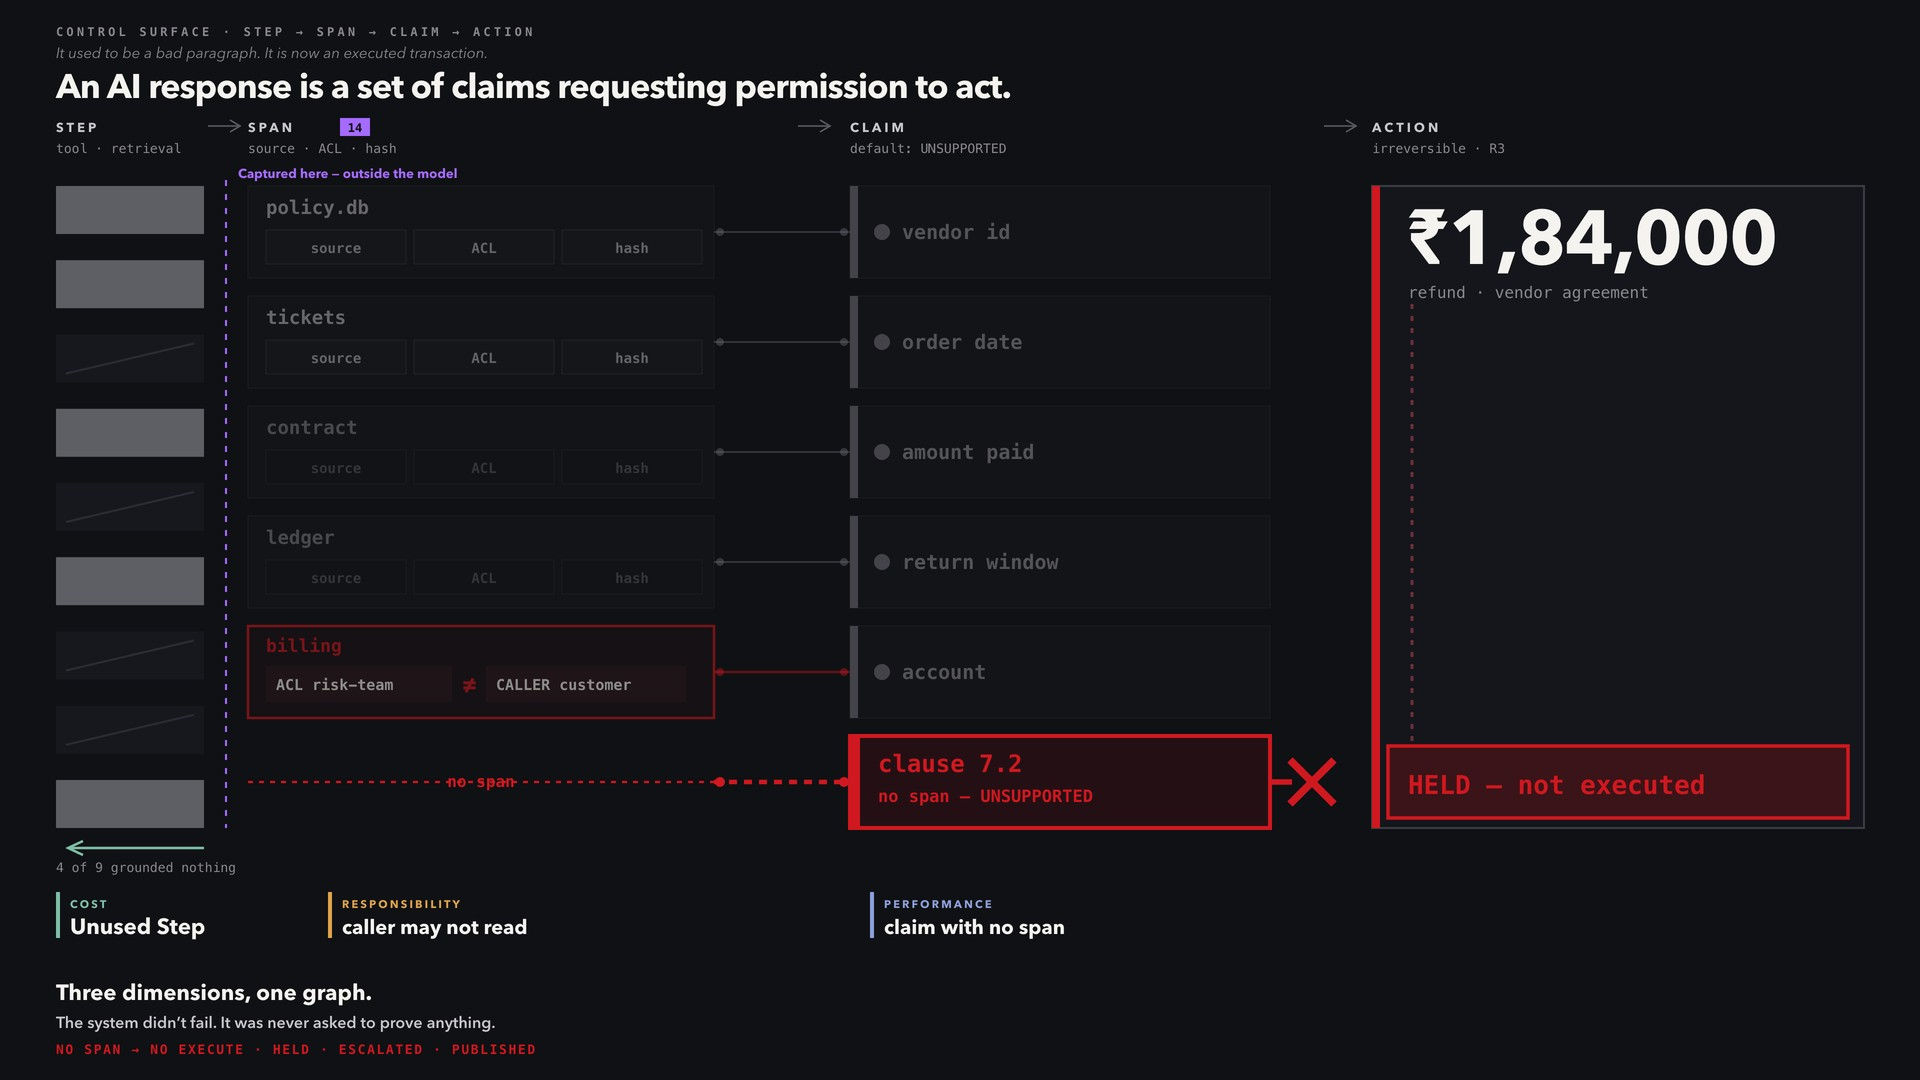 CONTROL SURFACE · STEP → SPAN → CLAIM → ACTION
It used to be a bad paragraph. It is now an executed transaction.
An AI response is a set of claims requesting permission to act.
STEP
tool · retrieval
SPAN 14
source · ACL · hash
CLAIM
default: UNSUPPORTED
ACTION
irreversible · R3
Captured here – outside the model
policy.db
source ACL hash
vendor id
tickets
source ACL hash
order date
contract
source ACL hash
amount paid
ledger
source ACL hash
return window
billing
ACL risk–team ≠ CALLER customer
account
no span
clause 7.2
no span – UNSUPPORTED
₹1,84,000
refund · vendor agreement
HELD – not executed
4 of 9 grounded nothing
COST
Unused Step
RESPONSIBILITY
caller may not read
PERFORMANCE
claim with no span
Three dimensions, one graph.
The system didn’t fail. It was never asked to prove anything.
NO SPAN → NO EXECUTE · HELD · ESCALATED · PUBLISHED